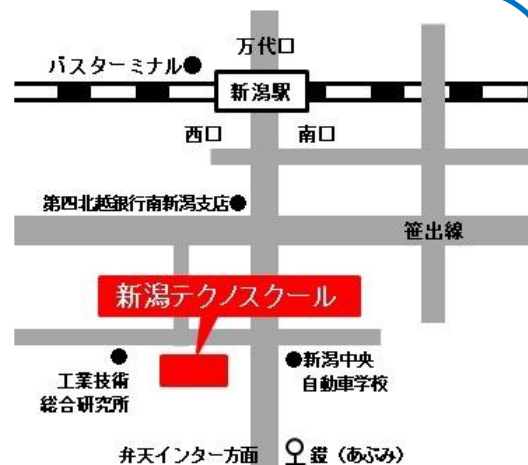 万代口
バスターミナル
新潟駅
西口
南口
第四北越銀行南新潟支店
笹出線
新潟テクノスクール
工業技術
総合研究所
新潟中央
自動車学校
弁天インター方面
鐙（あぶみ）